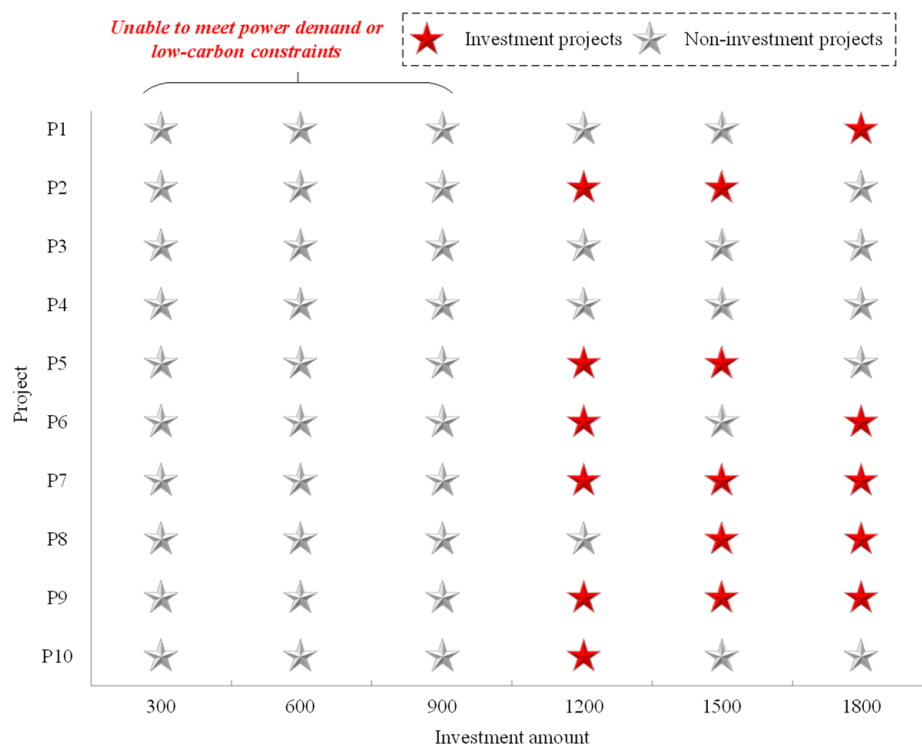 Unable to meet power demand or
low-carbon constraints
Investment projects
Non-investment projects
P1
P2
P3
P4
P5
P6
P7
P8
P9
P10
Project
300
600
900
1200
1500
1800
Investment amount